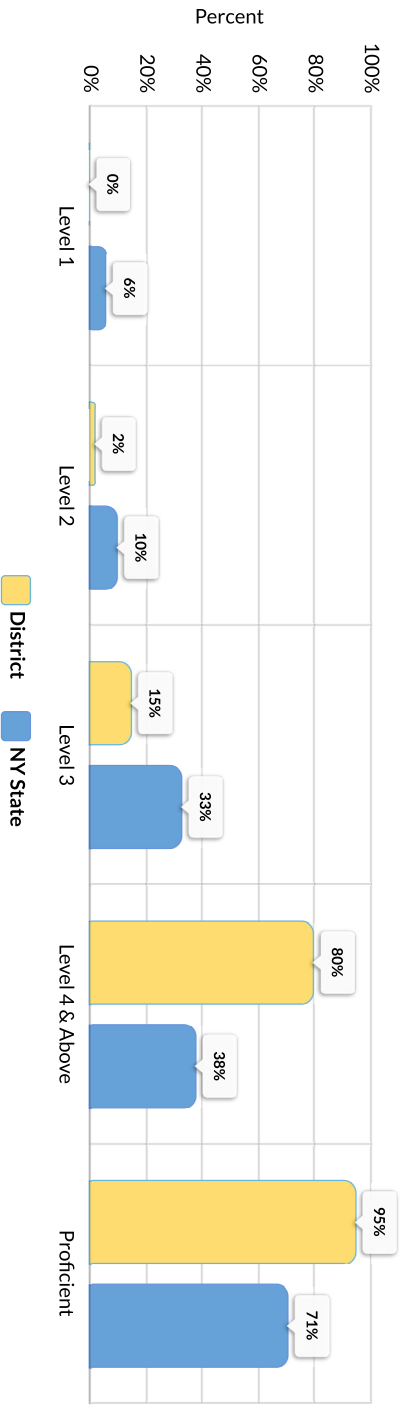 Percent
100%
80%
60%
40%
20%
0%
0%
6%
2%
10%
15%
33%
80%
38%
95%
71%
Level 1
Level 2
Level 3
Level 4 & Above
Proficient
District
NY State